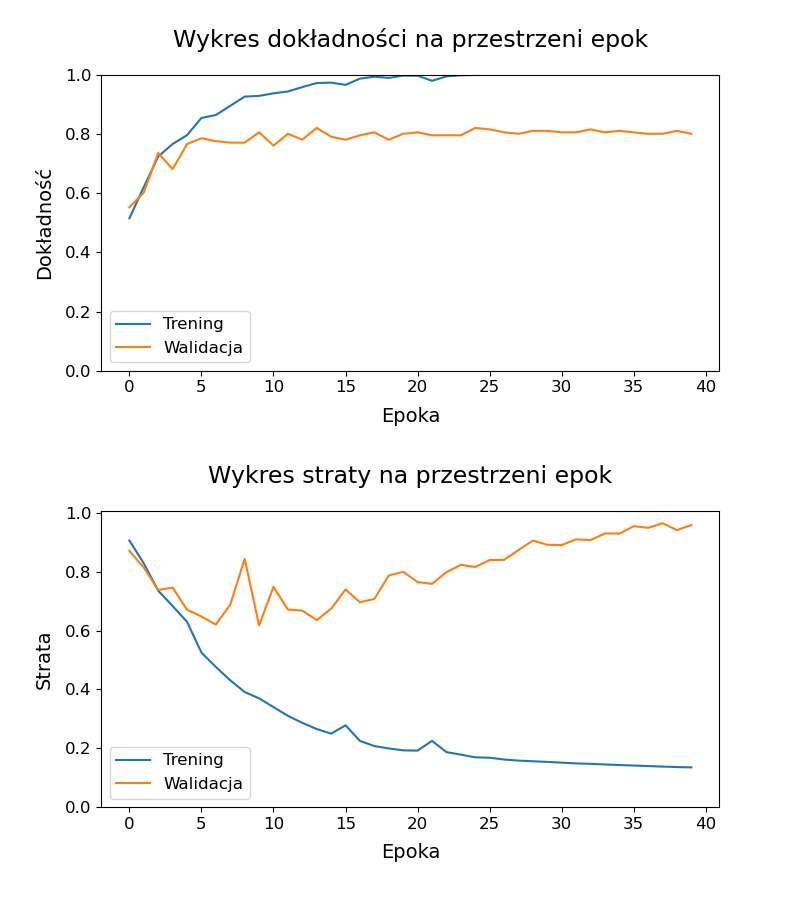 Wykres dokładności na przestrzeni epok
1.0
0.8
0.6
0.4
0.2
0.0
Dokładność
Trening
Walidacja
0 5 10 15 20 25 30 35 40
Epoka
Wykres straty na przestrzeni epok
1.0
0.8
0.6
0.4
0.2
0.0
Strata
Trening
Walidacja
0 5 10 15 20 25 30 35 40
Epoka